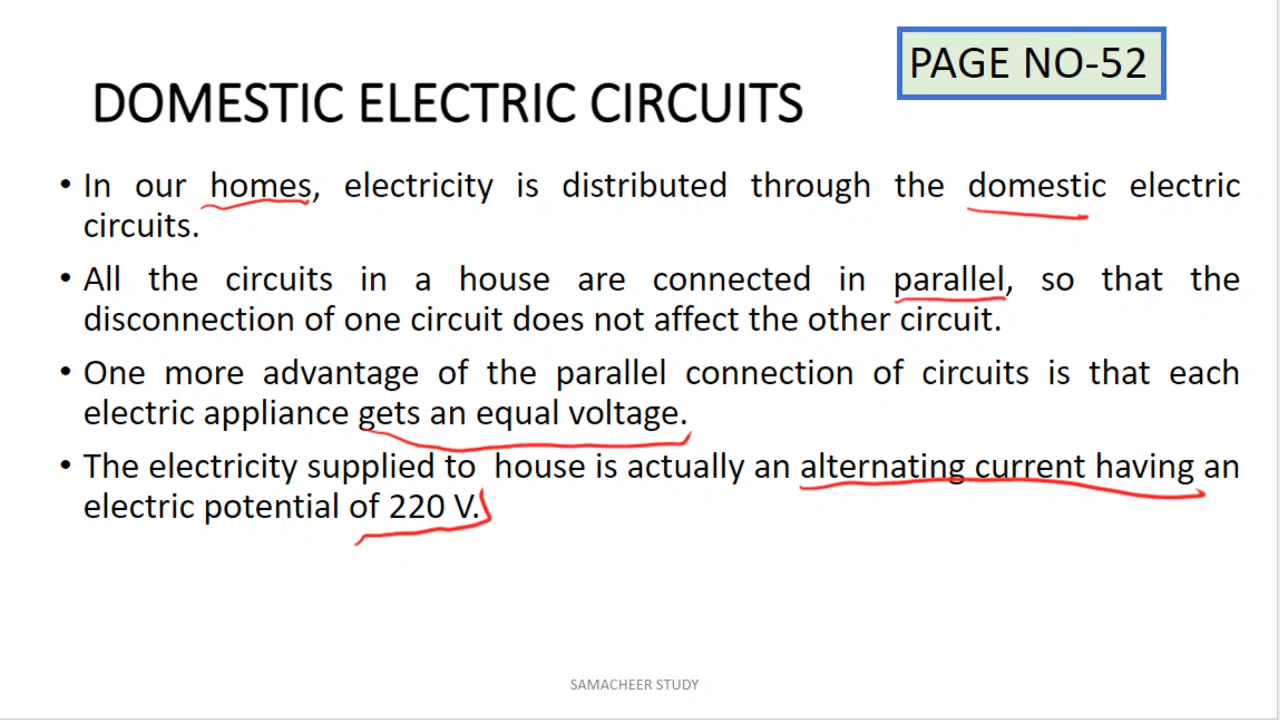 PAGE NO-52
DOMESTIC ELECTRIC CIRCUITS
• In our homes, electricity is distributed through the domestic electric
circuits.
• All the circuits in a house are connected in parallel, so that the
disconnection of one circuit does not affect the other circuit.
• One more advantage of the parallel connection of circuits is that each
electric appliance gets an equal voltage.
• The electricity supplied to house is actually an alternating current having an
electric potential of 220 V.
SAMACHEER STUDY